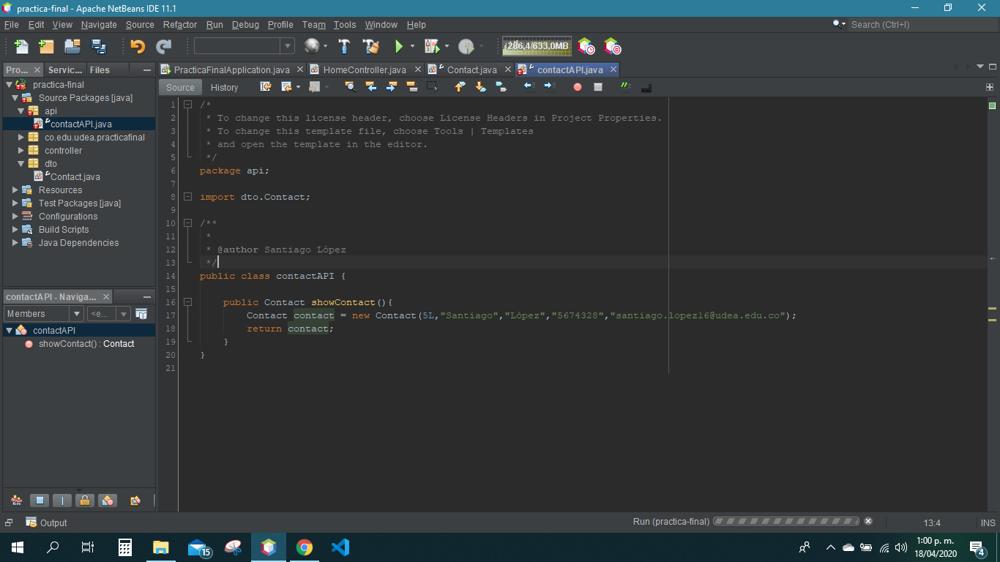 practica-final - Apache NetBeans IDE 11.1
File Edit View Navigate Source Refactor Run Debug Profile Team Tools Window Help
Search (Ctrl+I)
286,4/633,0MB
Pro... Servic... Files
PracticaFinalApplication.java HomeController.java Contact.java contactAPI.java
Source History
practica-final
Source Packages [java]
api
contactAPI.java
co.edu.udea.practicafinal
controller
dto
Contact.java
Resources
Test Packages [java]
Configurations
Build Scripts
Java Dependencies
contactAPI - Naviga...
Members <e...
contactAPI
showContact() : Contact
1 /*
2 * To change this license header, choose License Headers in Project Properties.
3 * To change this template file, choose Tools | Templates
4 * and open the template in the editor.
5 */
6 package api;
7
8 import dto.Contact;
9
10 /**
11 *
12 * @author Santiago López
13 */
14 public class contactAPI {
15
16 public Contact showContact(){
17 Contact contact = new Contact(5L,"Santiago","López","5674328","santiago.lopez16@udea.edu.co");
18 return contact;
19 }
20 }
21
Output
Run (practica-final)
13:4
INS
15
1:00 p. m.
18/04/2020
4